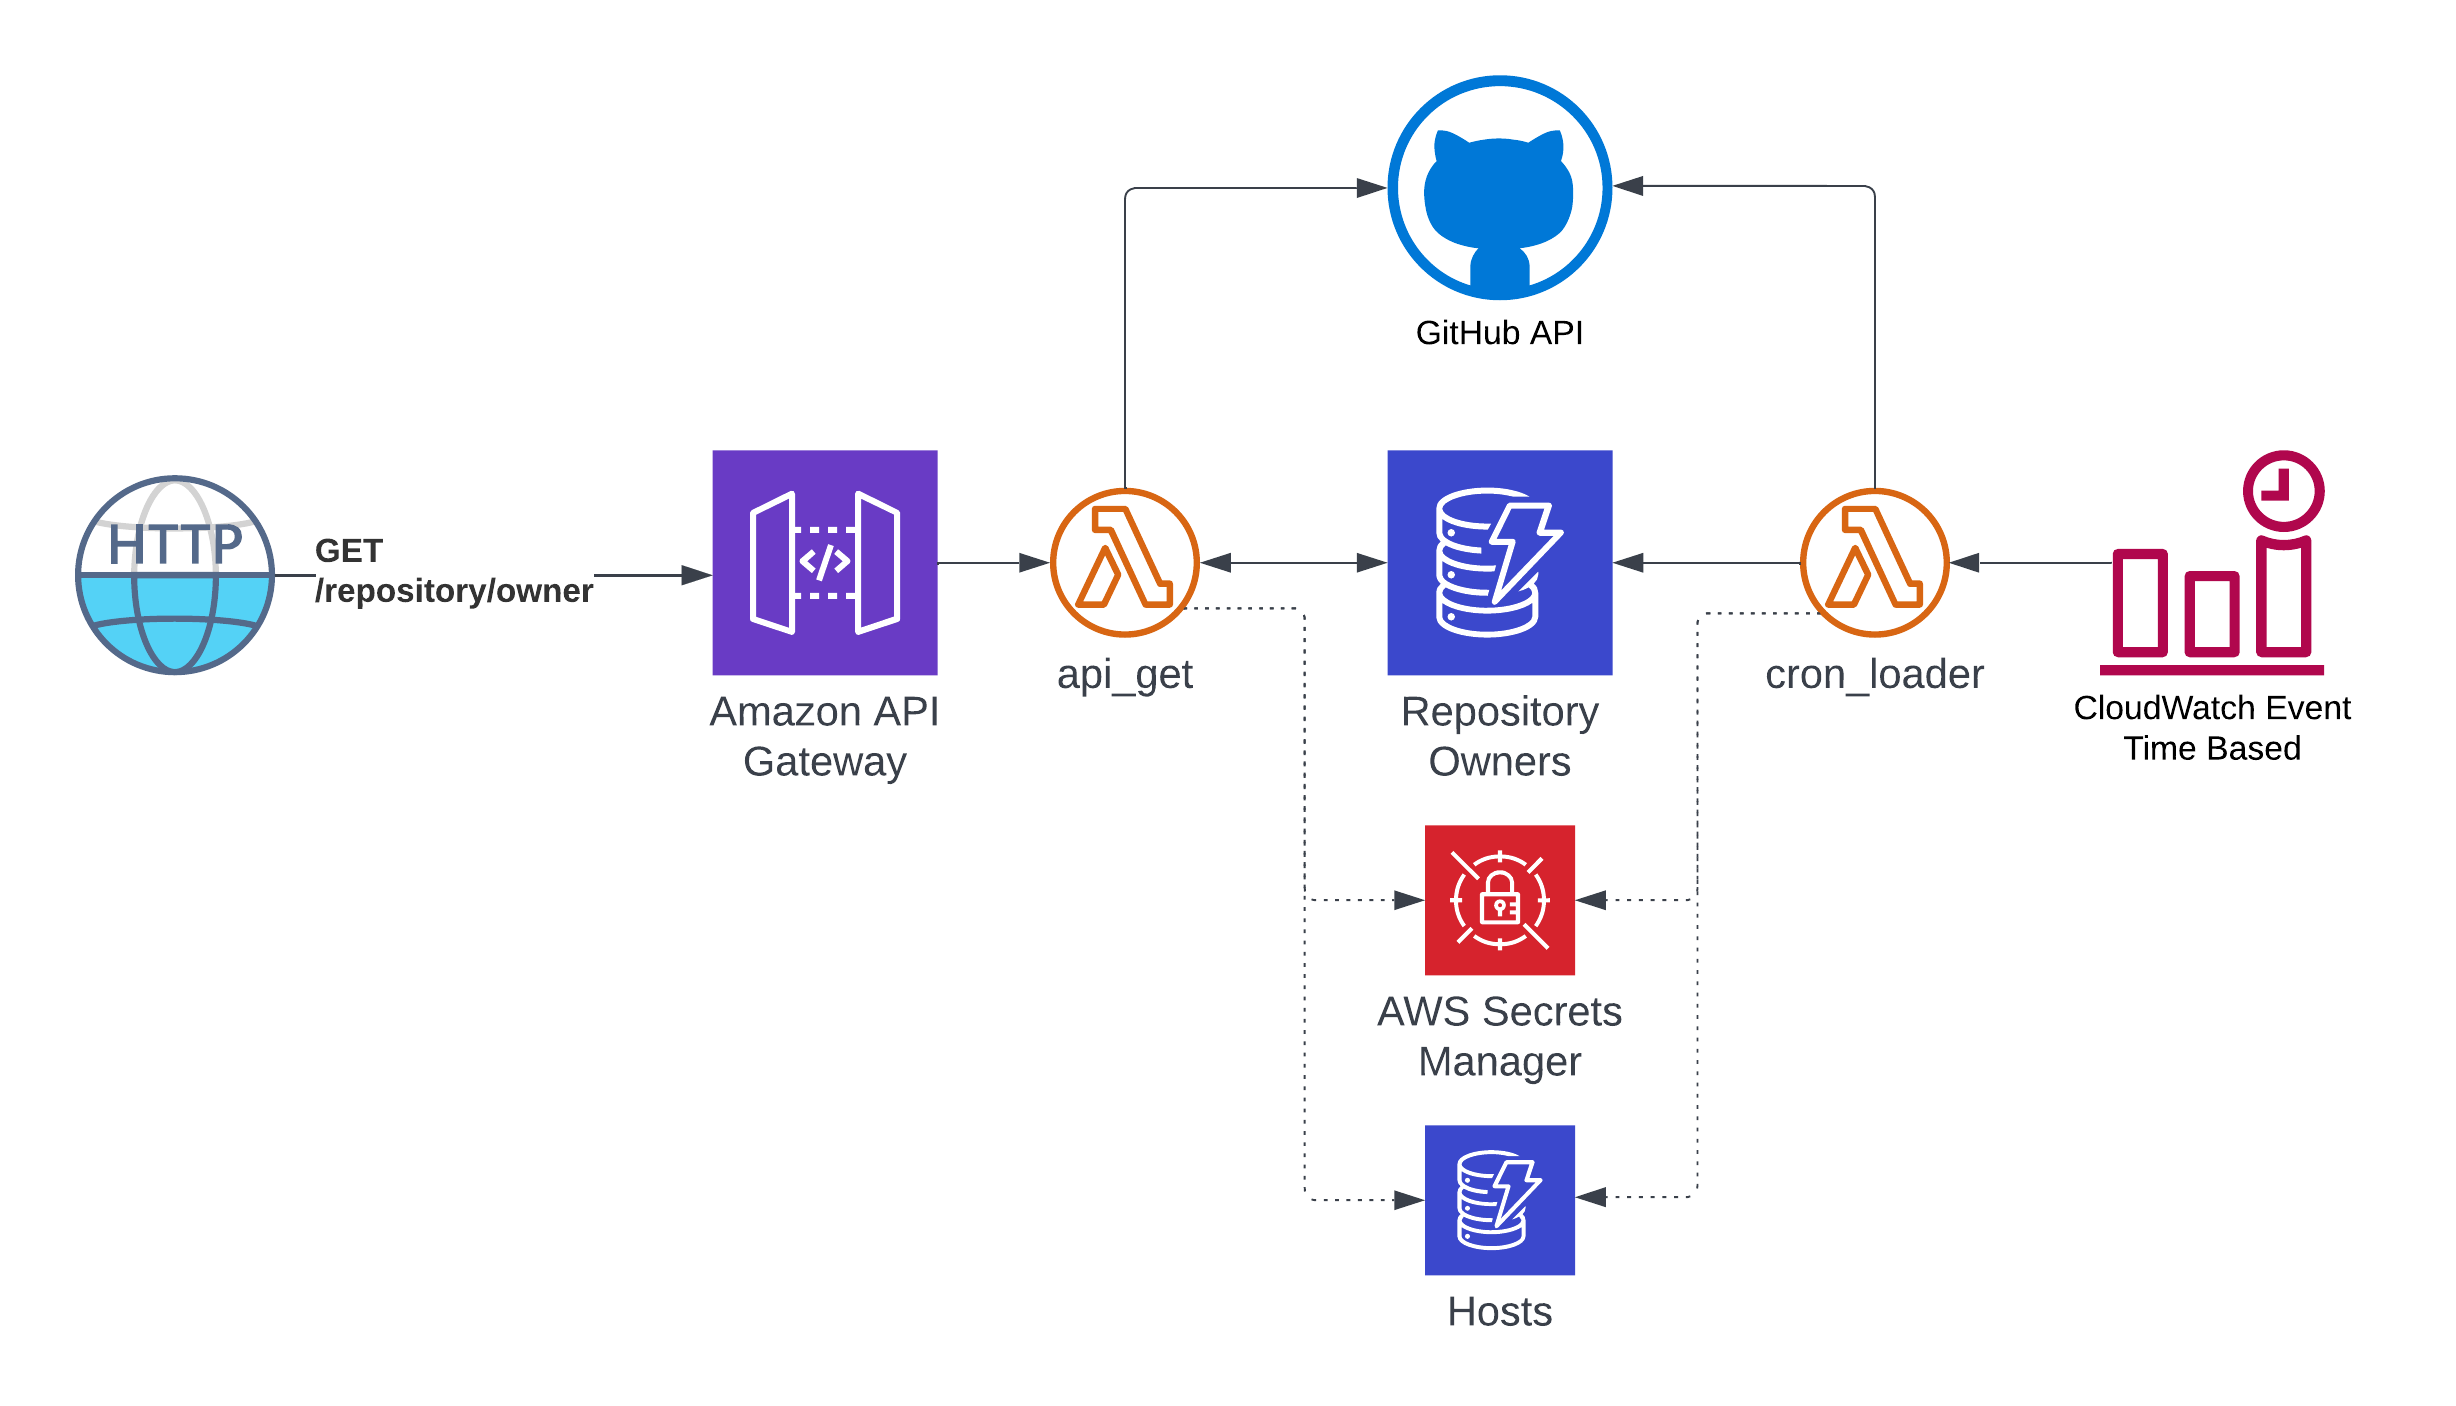 GitHub API
HTTP
GET
/repository/owner
Amazon API
Gateway
api_get
Repository
Owners
cron_loader
CloudWatch Event
Time Based
AWS Secrets
Manager
Hosts